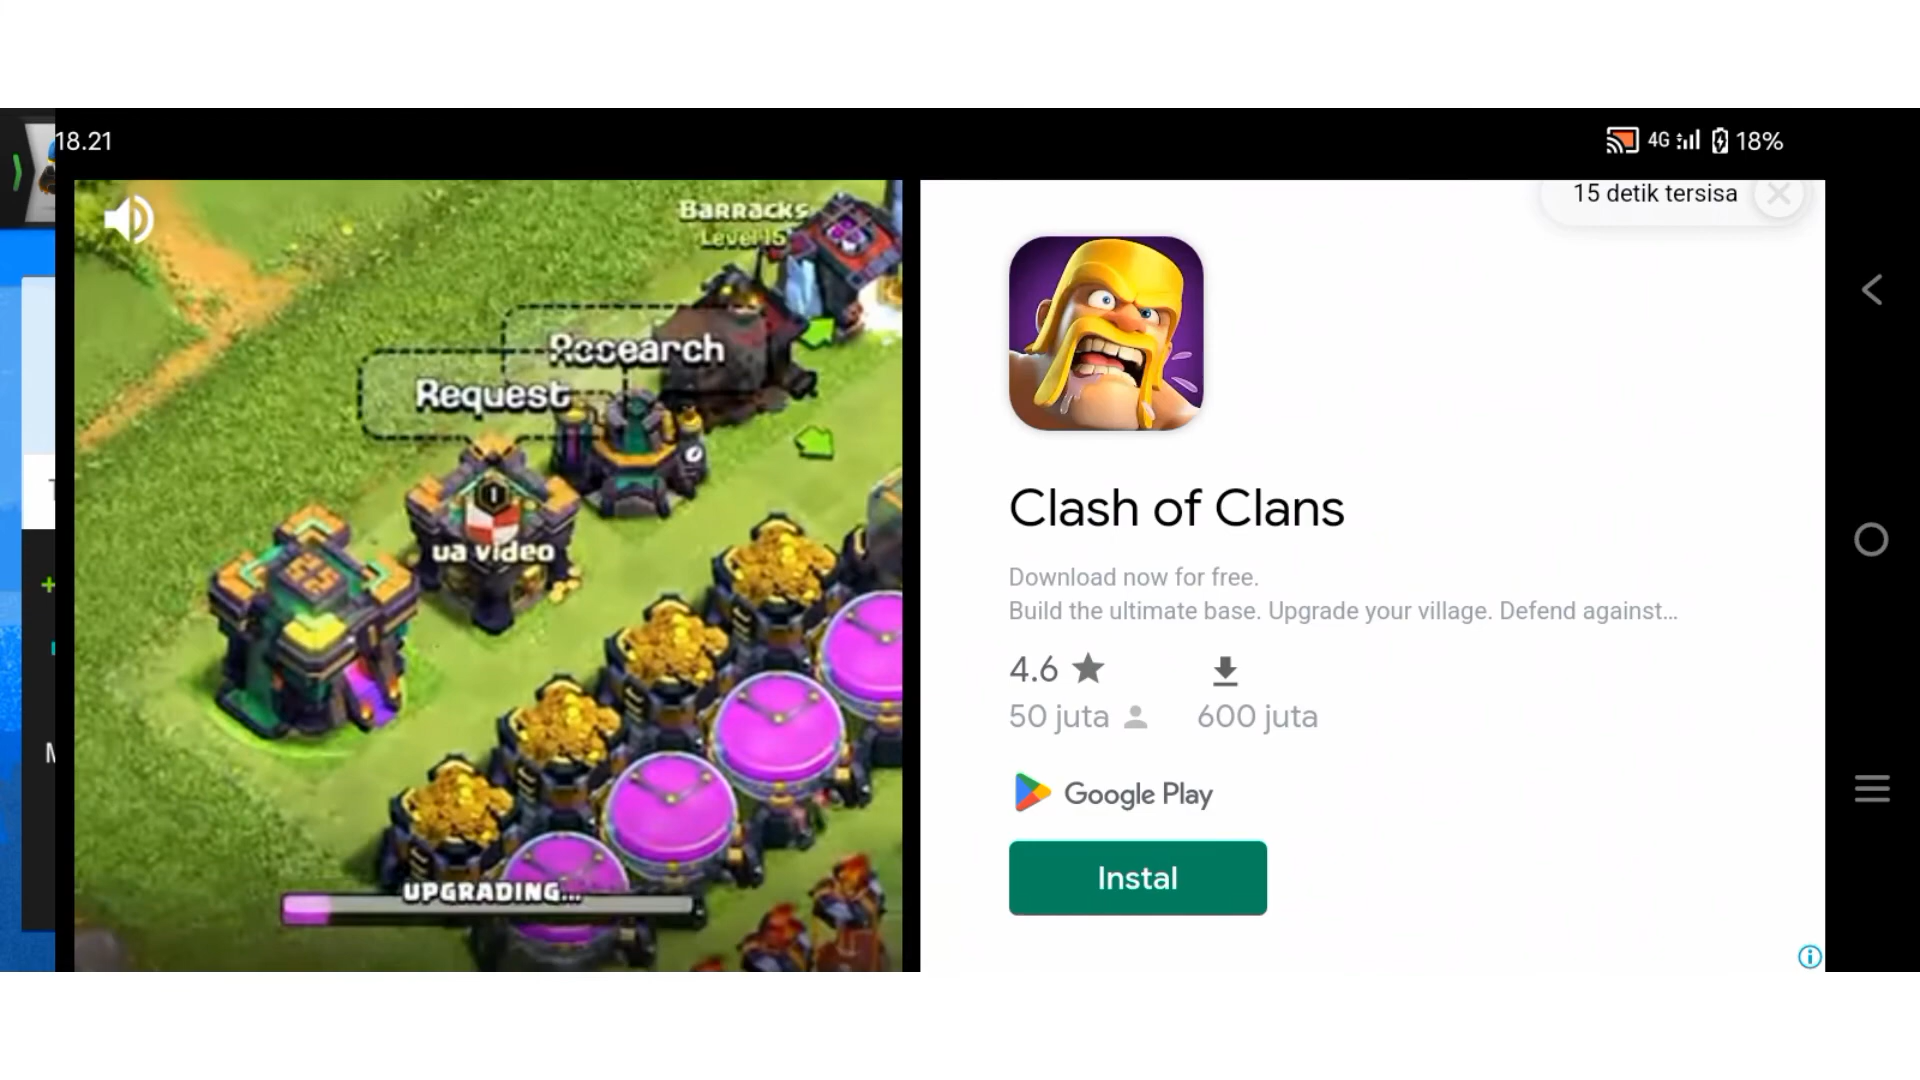 18.21
4G
18%
15 detik tersisa
Barracks
Level 15
Research
Request
1
ua video
UPGRADING...
Clash of Clans
Download now for free.
Build the ultimate base. Upgrade your village. Defend against...
4.6
50 juta
600 juta
Google Play
Instal